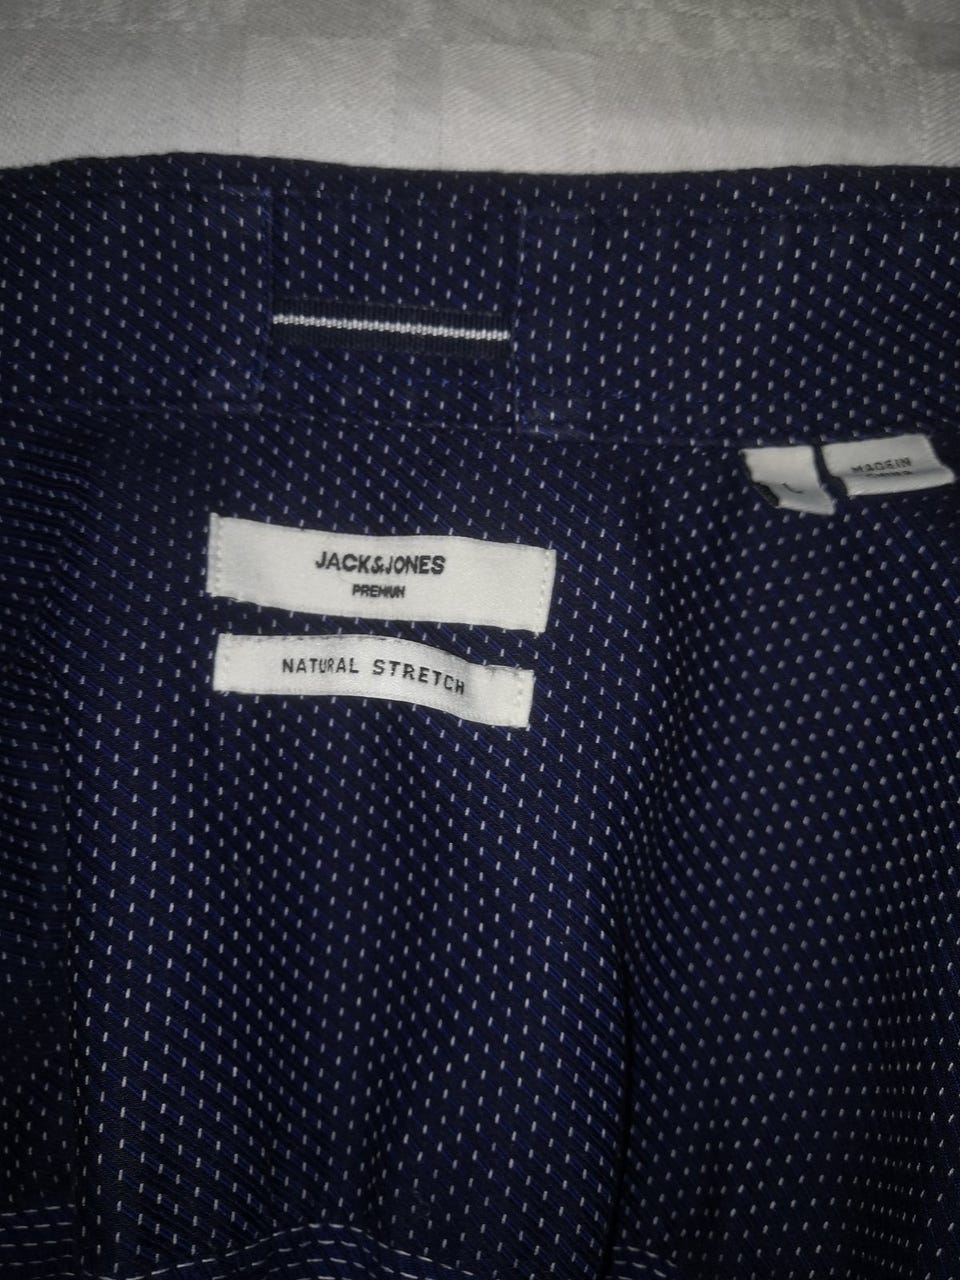 JACK&JONES
PREMIUM
NATURAL STRETCH
L
MADE IN